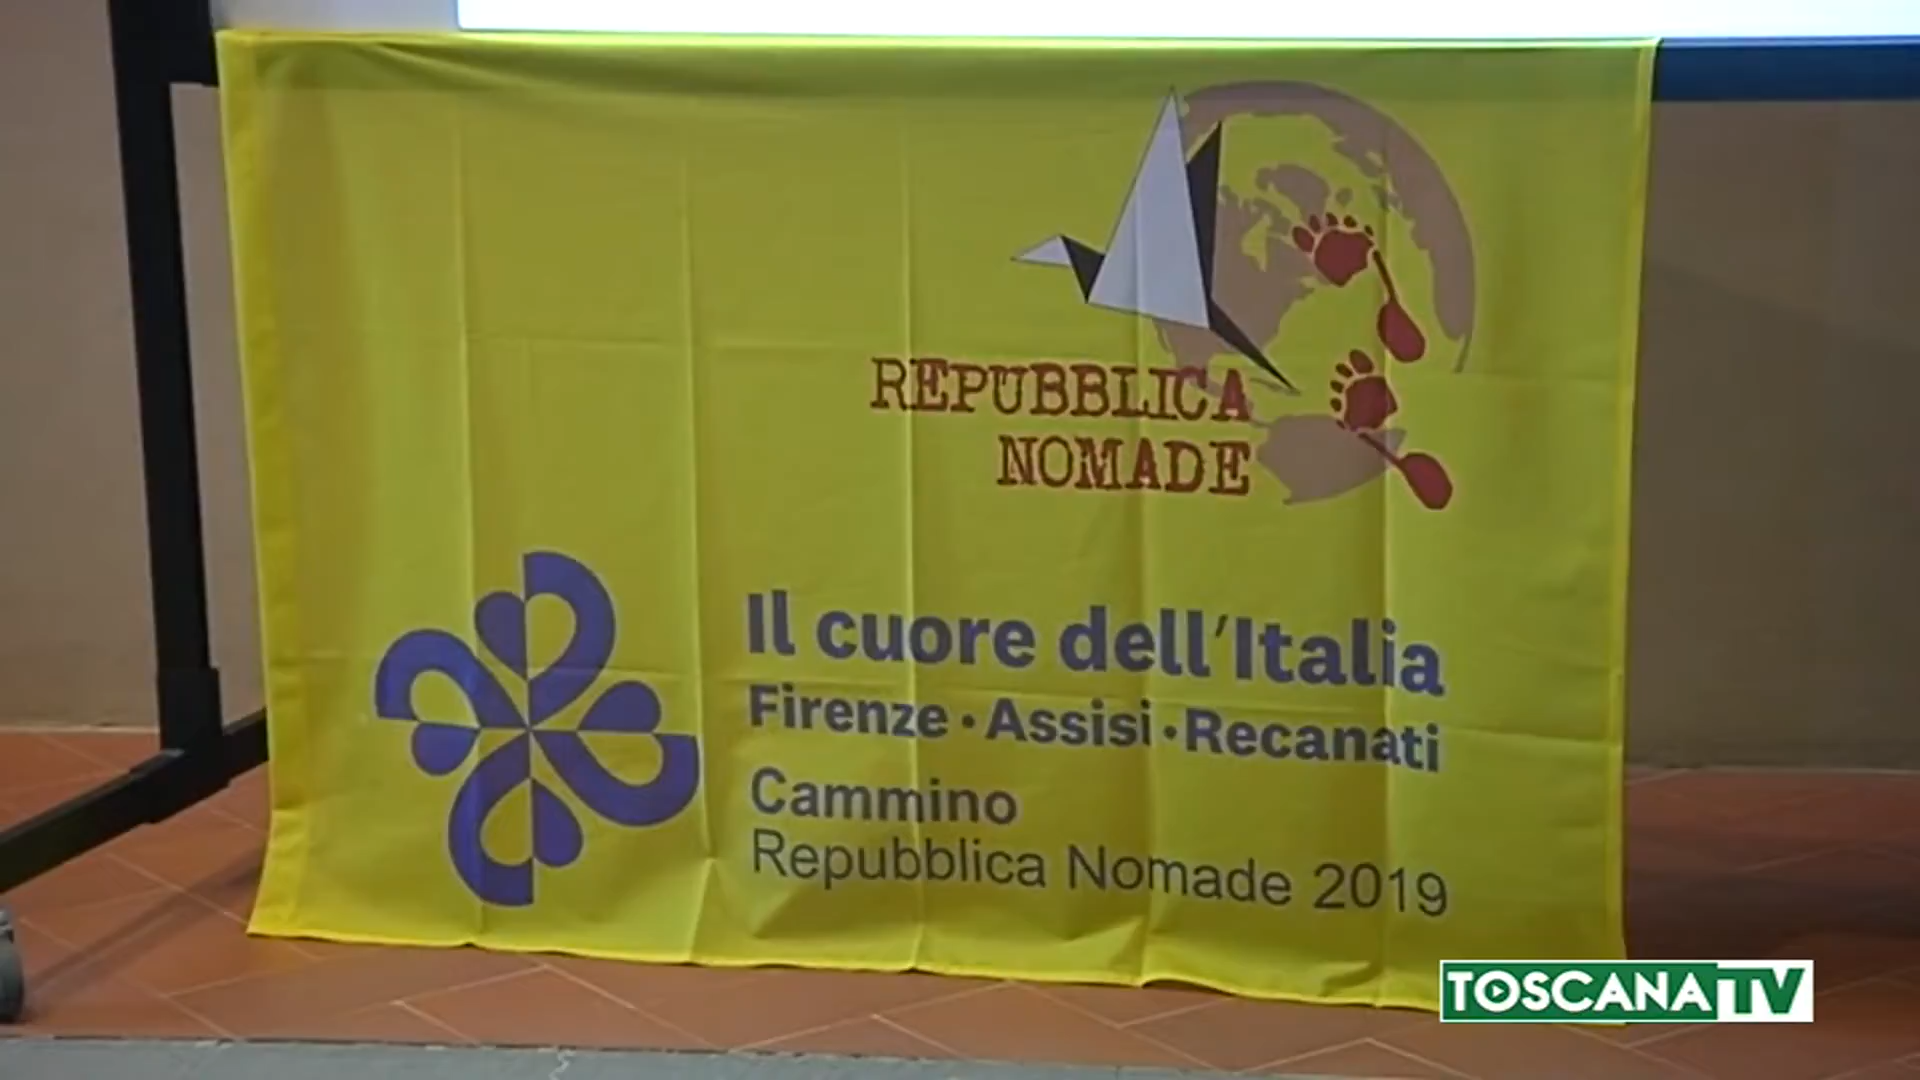 REPUBBLICA
NOMADE
Il cuore dell'Italia
Firenze · Assisi · Recanati
Cammino
Repubblica Nomade 2019
TOSCANA TV